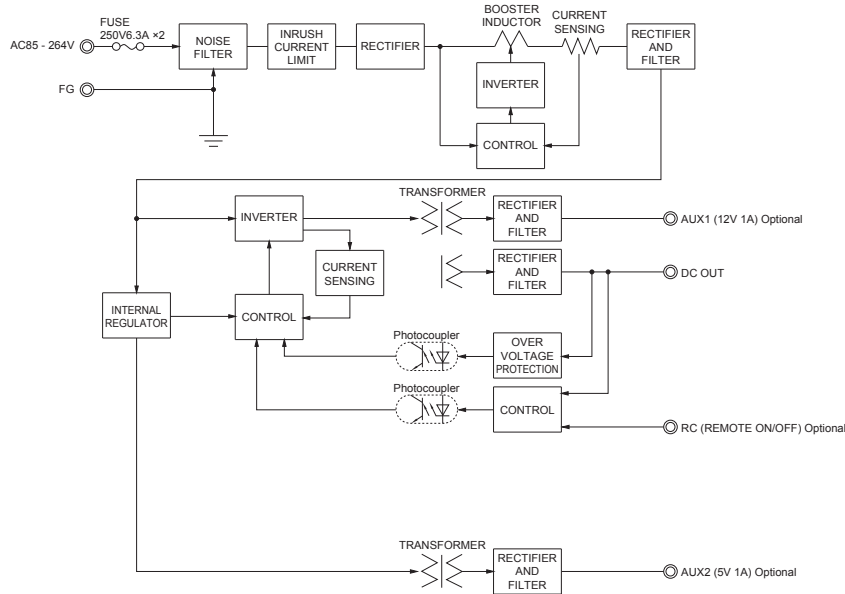 FUSE
250V6.3A ×2
AC85 - 264V
FG
NOISE
FILTER
INRUSH
CURRENT
LIMIT
RECTIFIER
BOOSTER
INDUCTOR
CURRENT
SENSING
RECTIFIER
AND
FILTER
INVERTER
CONTROL
TRANSFORMER
INVERTER
RECTIFIER
AND
FILTER
AUX1 (12V 1A) Optional
CURRENT
SENSING
RECTIFIER
AND
FILTER
DC OUT
INTERNAL
REGULATOR
CONTROL
Photocoupler
OVER
VOLTAGE
PROTECTION
Photocoupler
CONTROL
RC (REMOTE ON/OFF) Optional
TRANSFORMER
RECTIFIER
AND
FILTER
AUX2 (5V 1A) Optional